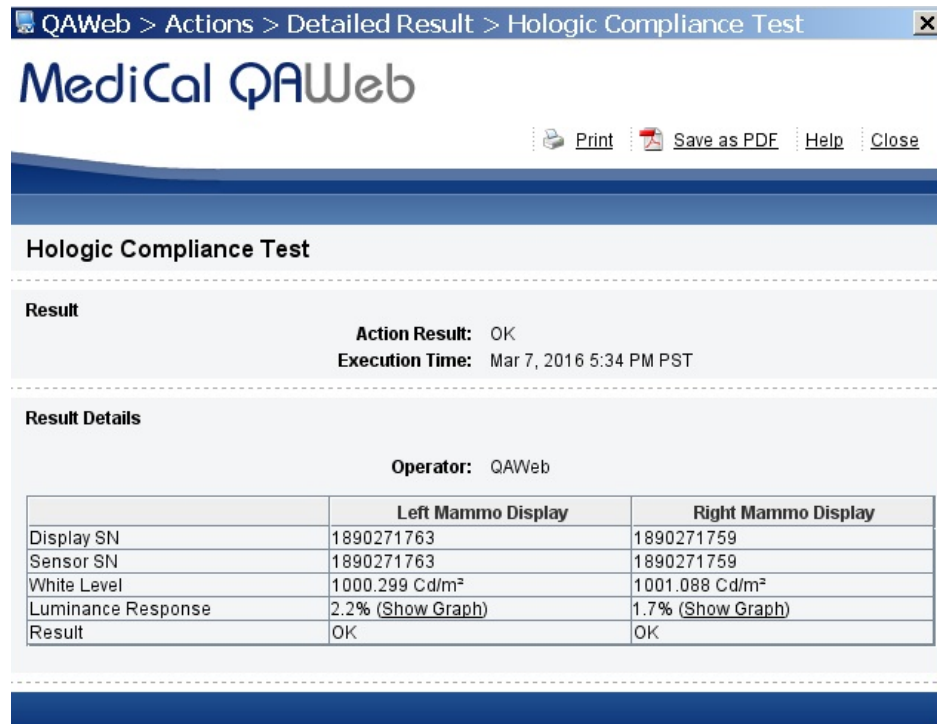 QAWeb > Actions > Detailed Result > Hologic Compliance Test
MediCal QAWeb
Print Save as PDF Help Close
Hologic Compliance Test
Result
Action Result: OK
Execution Time: Mar 7, 2016 5:34 PM PST
Result Details
Operator: QAWeb
Left Mammo Display Right Mammo Display
Display SN 1890271763 1890271759
Sensor SN 1890271763 1890271759
White Level 1000.299 Cd/m² 1001.088 Cd/m²
Luminance Response 2.2% (Show Graph) 1.7% (Show Graph)
Result OK OK